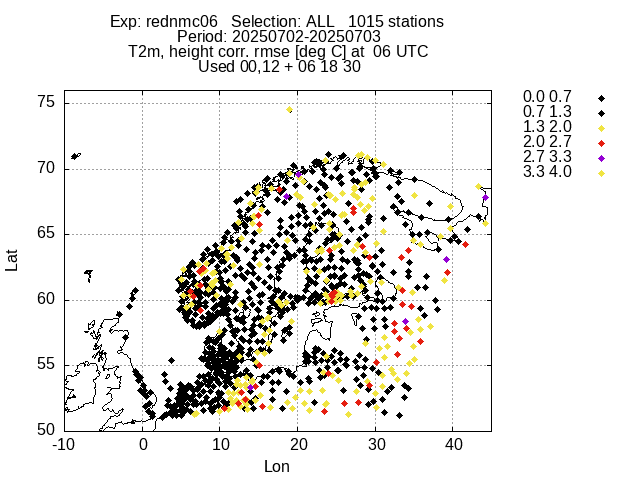 Exp: rednmc06   Selection: ALL   1015 stations
Period: 20250702-20250703
T2m, height corr. rmse [deg C] at  06 UTC
Used 00,12 + 06 18 30
0.0 0.7
0.7 1.3
1.3 2.0
2.0 2.7
2.7 3.3
3.3 4.0
75
70
65
60
55
50
Lat
-10 0 10 20 30 40
Lon